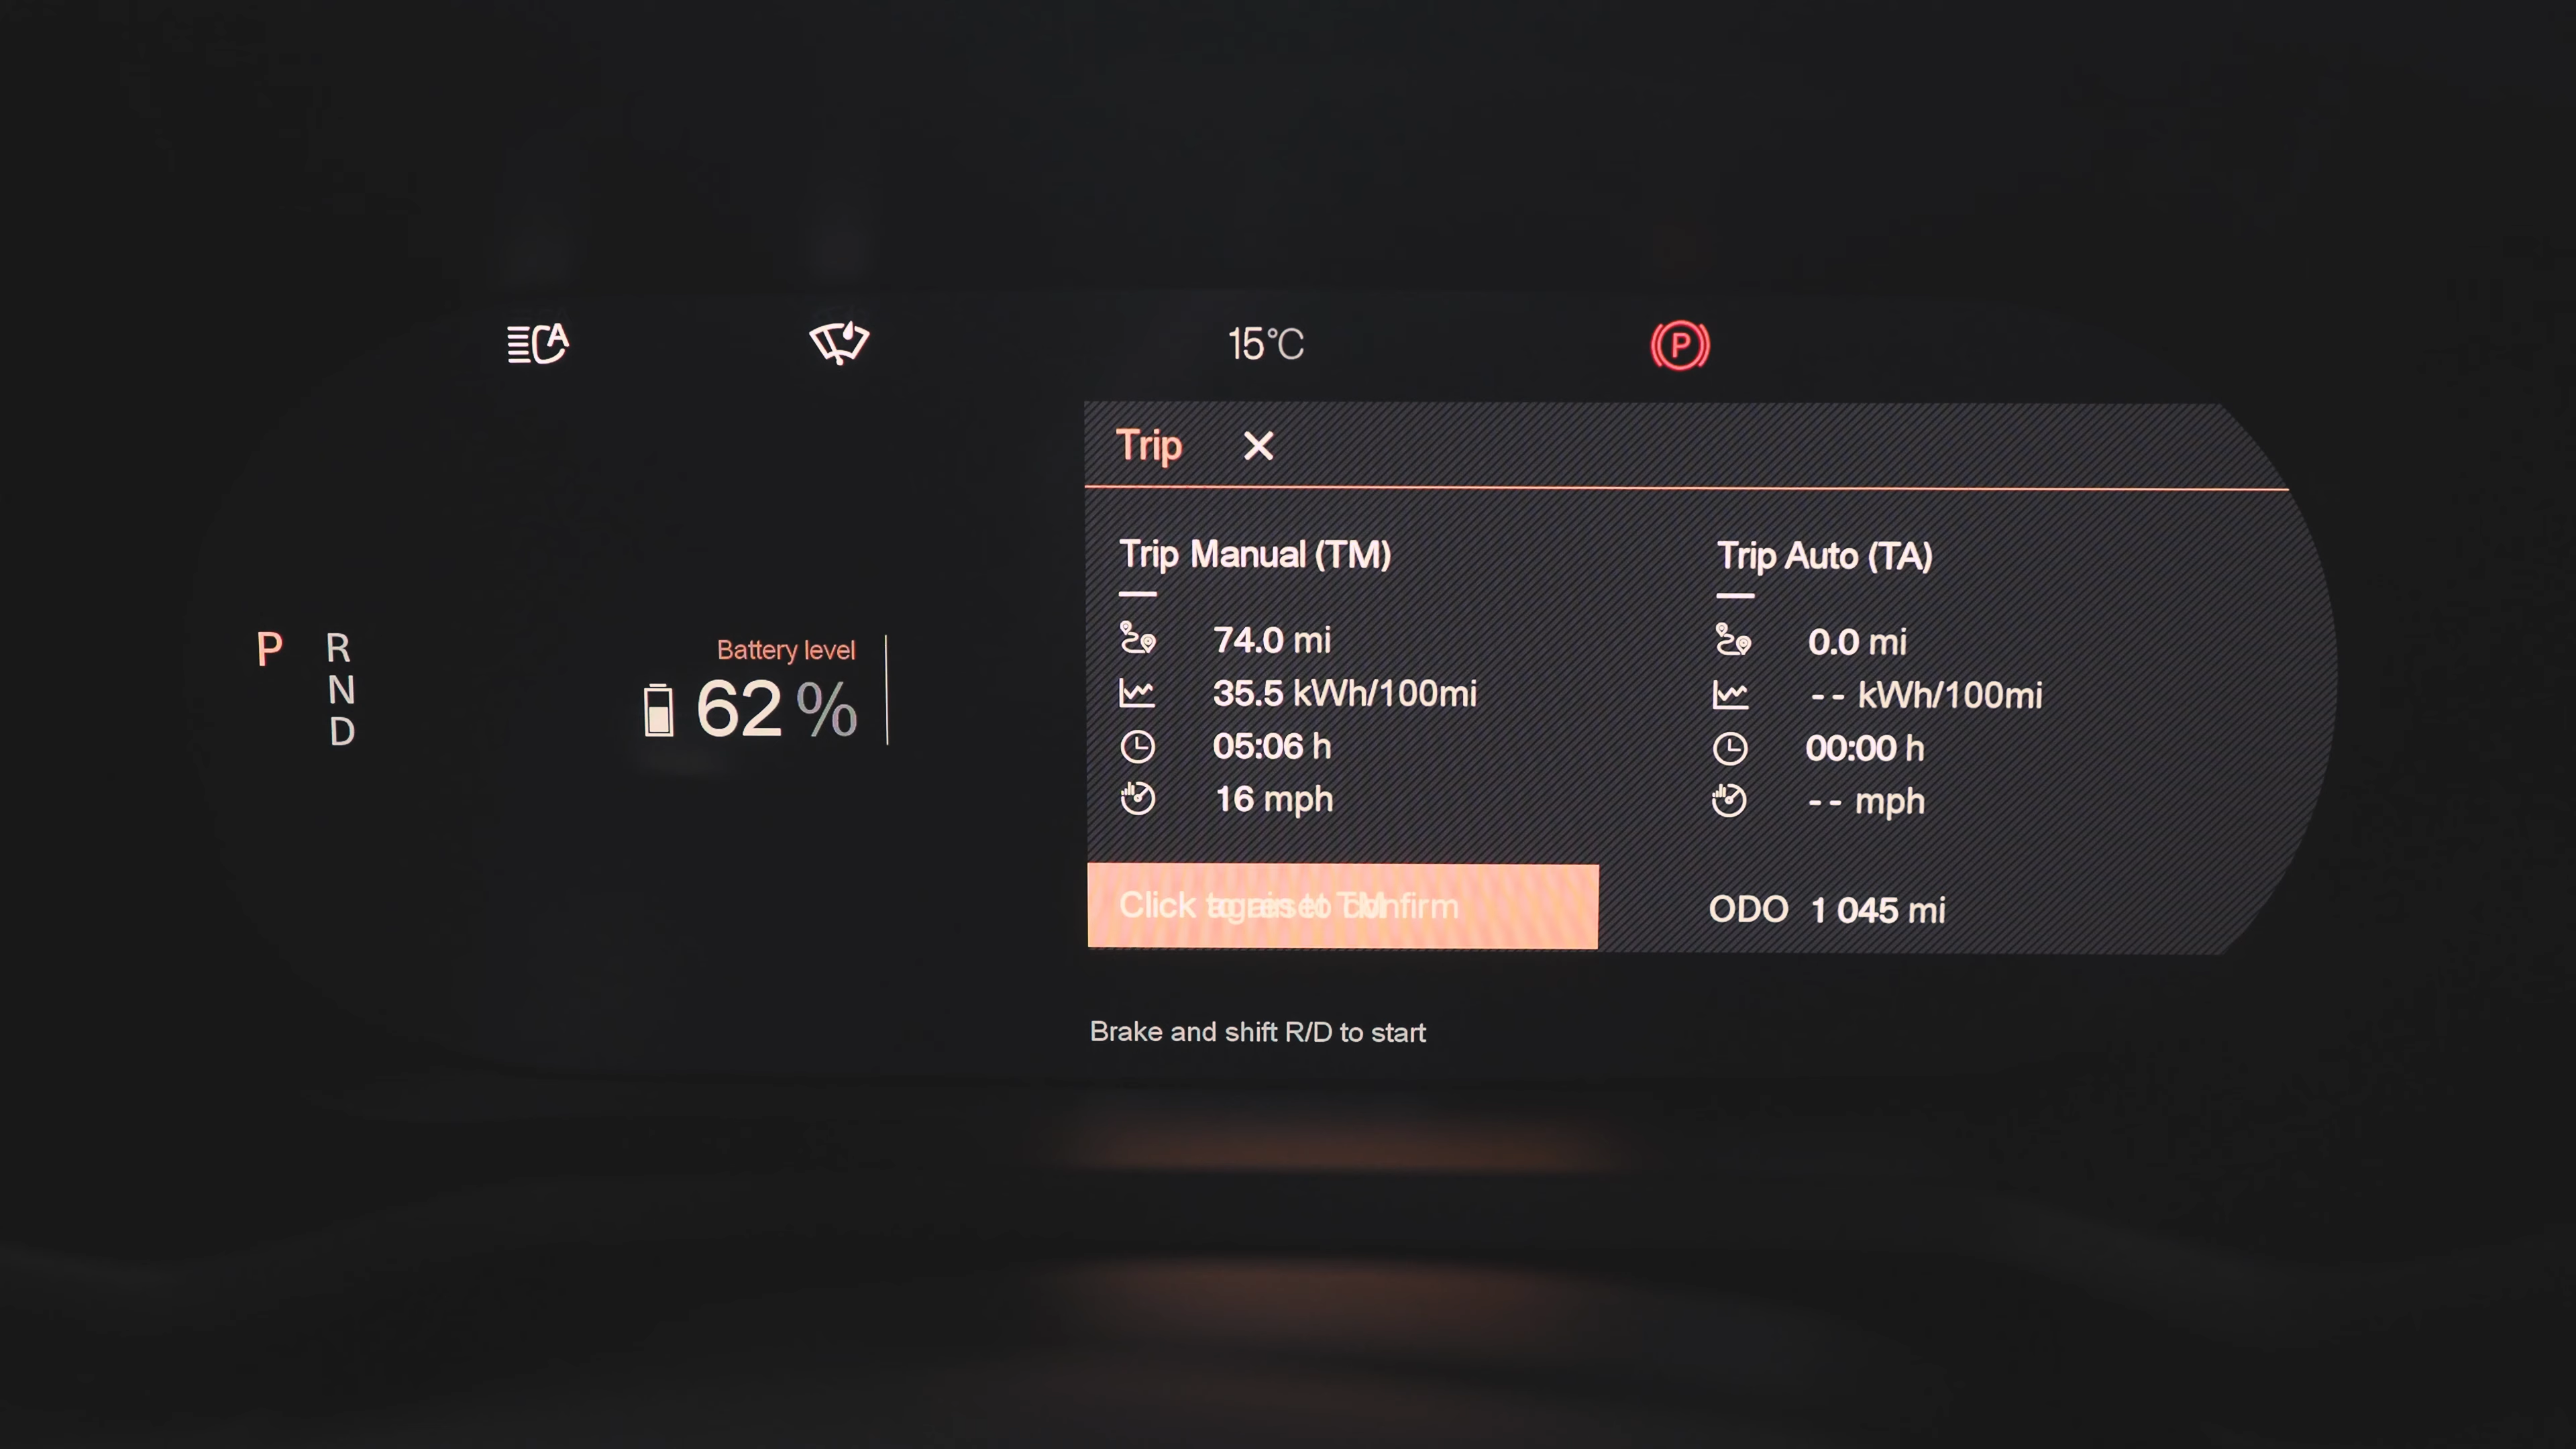 A
15°C
P
Trip
Trip Manual (TM)
74.0 mi
35.5 kWh/100mi
05:06 h
16 mph
Trip Auto (TA)
0.0 mi
-- kWh/100mi
00:00 h
-- mph
P
R
N
D
Battery level
62 %
Click
ODO 1 045 mi
Brake and shift R/D to start